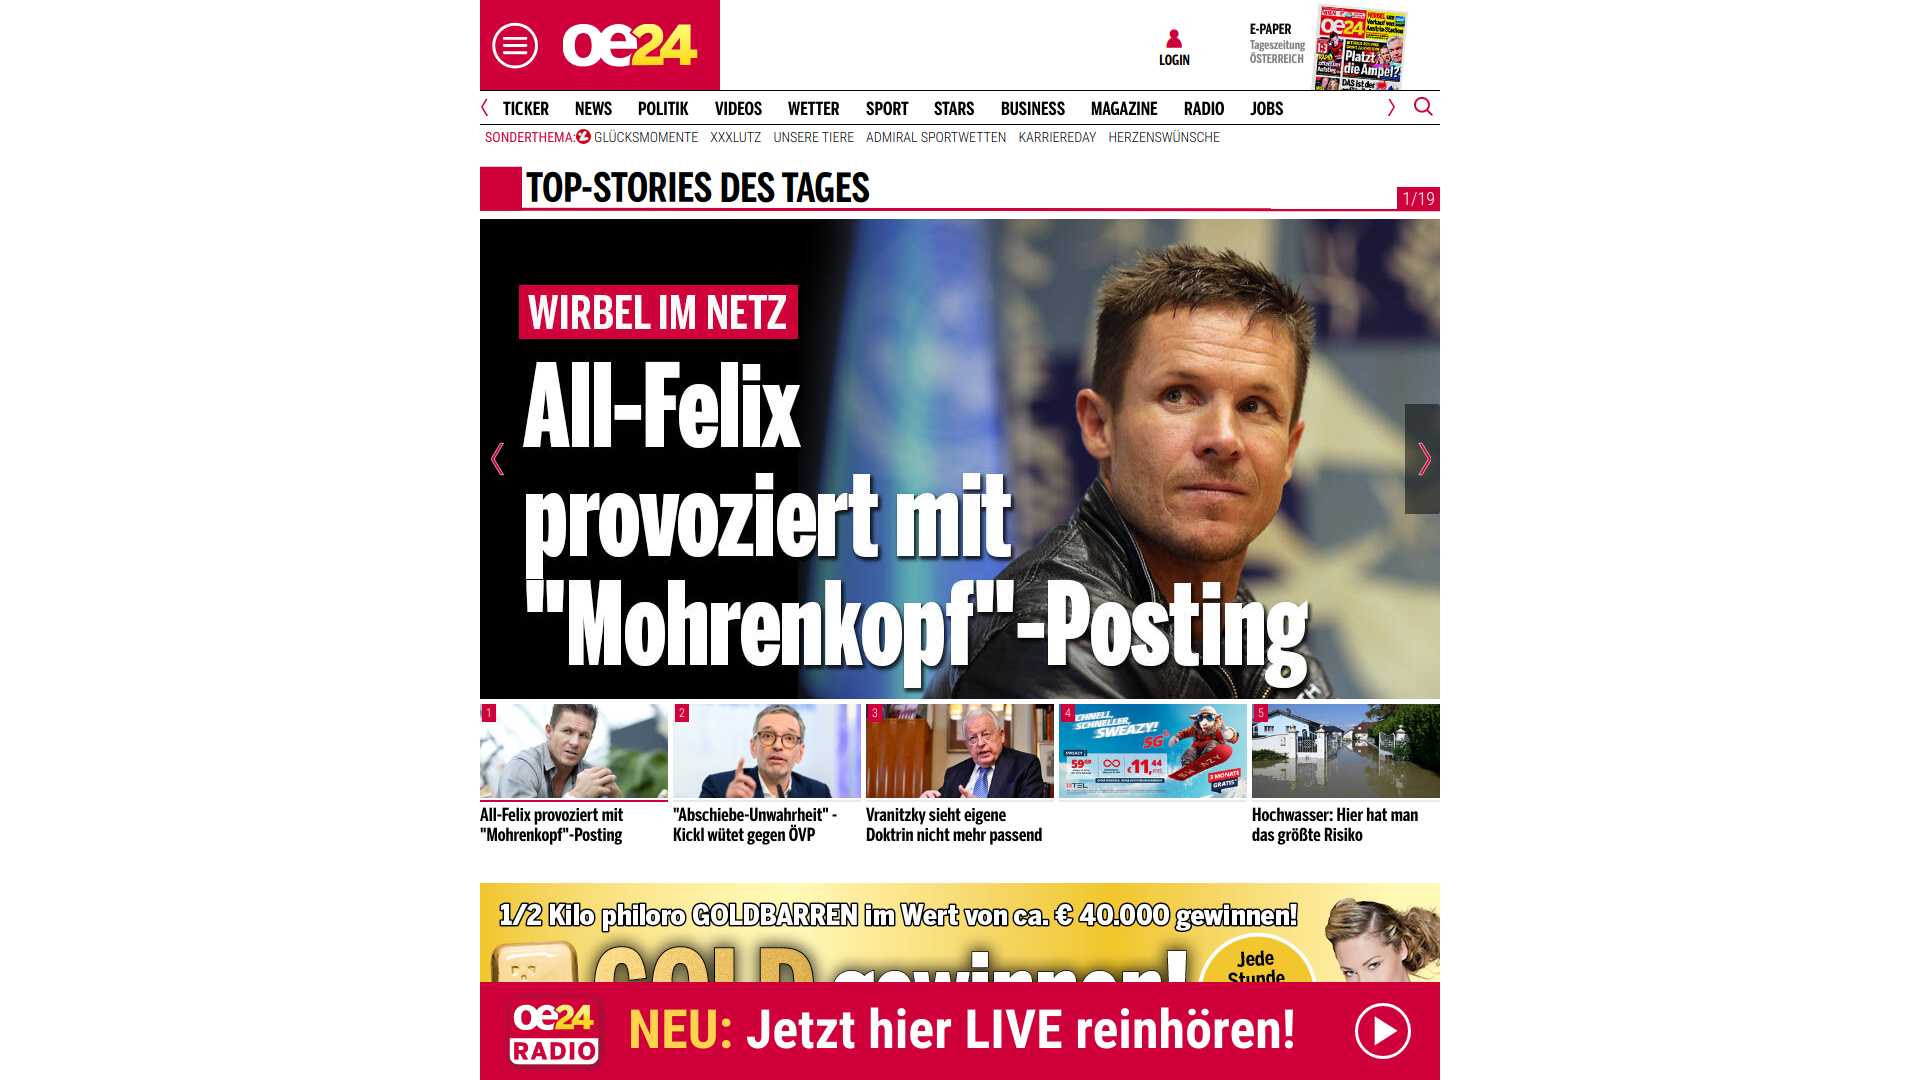 oe24
LOGIN
E-PAPER
Tageszeitung
ÖSTERREICH
oe24
Platzt
die Ampel?
TICKER NEWS POLITIK VIDEOS WETTER SPORT STARS BUSINESS MAGAZINE RADIO JOBS
SONDERTHEMA: GLÜCKSMOMENTE XXXLUTZ UNSERE TIERE ADMIRAL SPORTWETTEN KARRIEREDAY HERZENSWÜNSCHE
TOP-STORIES DES TAGES
1/19
WIRBEL IM NETZ
All-Felix
provoziert mit
"Mohrenkopf"-Posting
1
2
3
4
SCHNELL,
SCHNELLER,
SWEAZY!
5G
€11,44
3 MONATE
GRATIS
5
All-Felix provoziert mit
"Mohrenkopf"-Posting
"Abschiebe-Unwahrheit" -
Kickl wütet gegen ÖVP
Vranitzky sieht eigene
Doktrin nicht mehr passend
Hochwasser: Hier hat man
das größte Risiko
1/2 Kilo philoro GOLDBARREN im Wert von ca. € 40.000 gewinnen!
GOLD gewinnen!
Jede
Stunde
oe24
RADIO
NEU: Jetzt hier LIVE reinhören!